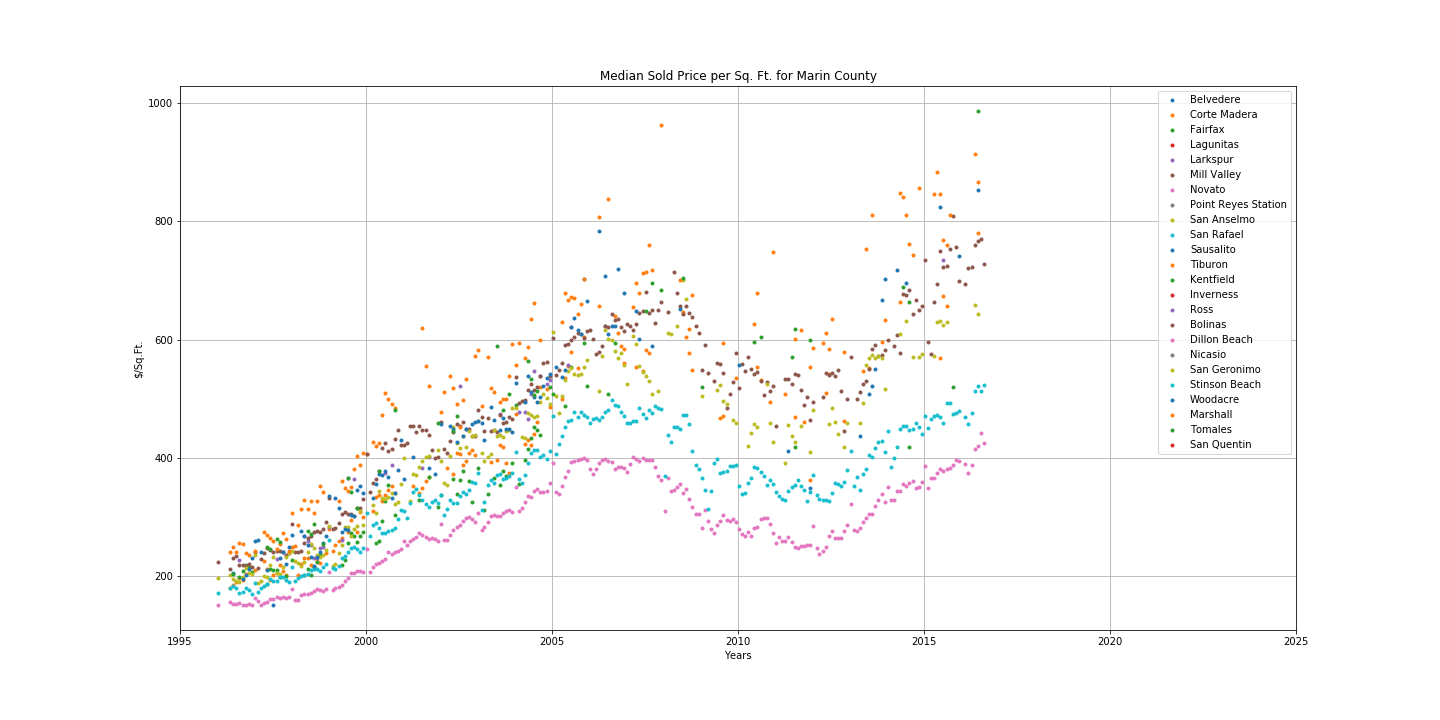 Median Sold Price per Sq. Ft. for Marin County
1000
800
600
400
200
$/Sq.Ft.
1995
2000
2005
2010
2015
2020
2025
Years
Belvedere
Corte Madera
Fairfax
Lagunitas
Larkspur
Mill Valley
Novato
Point Reyes Station
San Anselmo
San Rafael
Sausalito
Tiburon
Kentfield
Inverness
Ross
Bolinas
Dillon Beach
Nicasio
San Geronimo
Stinson Beach
Woodacre
Marshall
Tomales
San Quentin